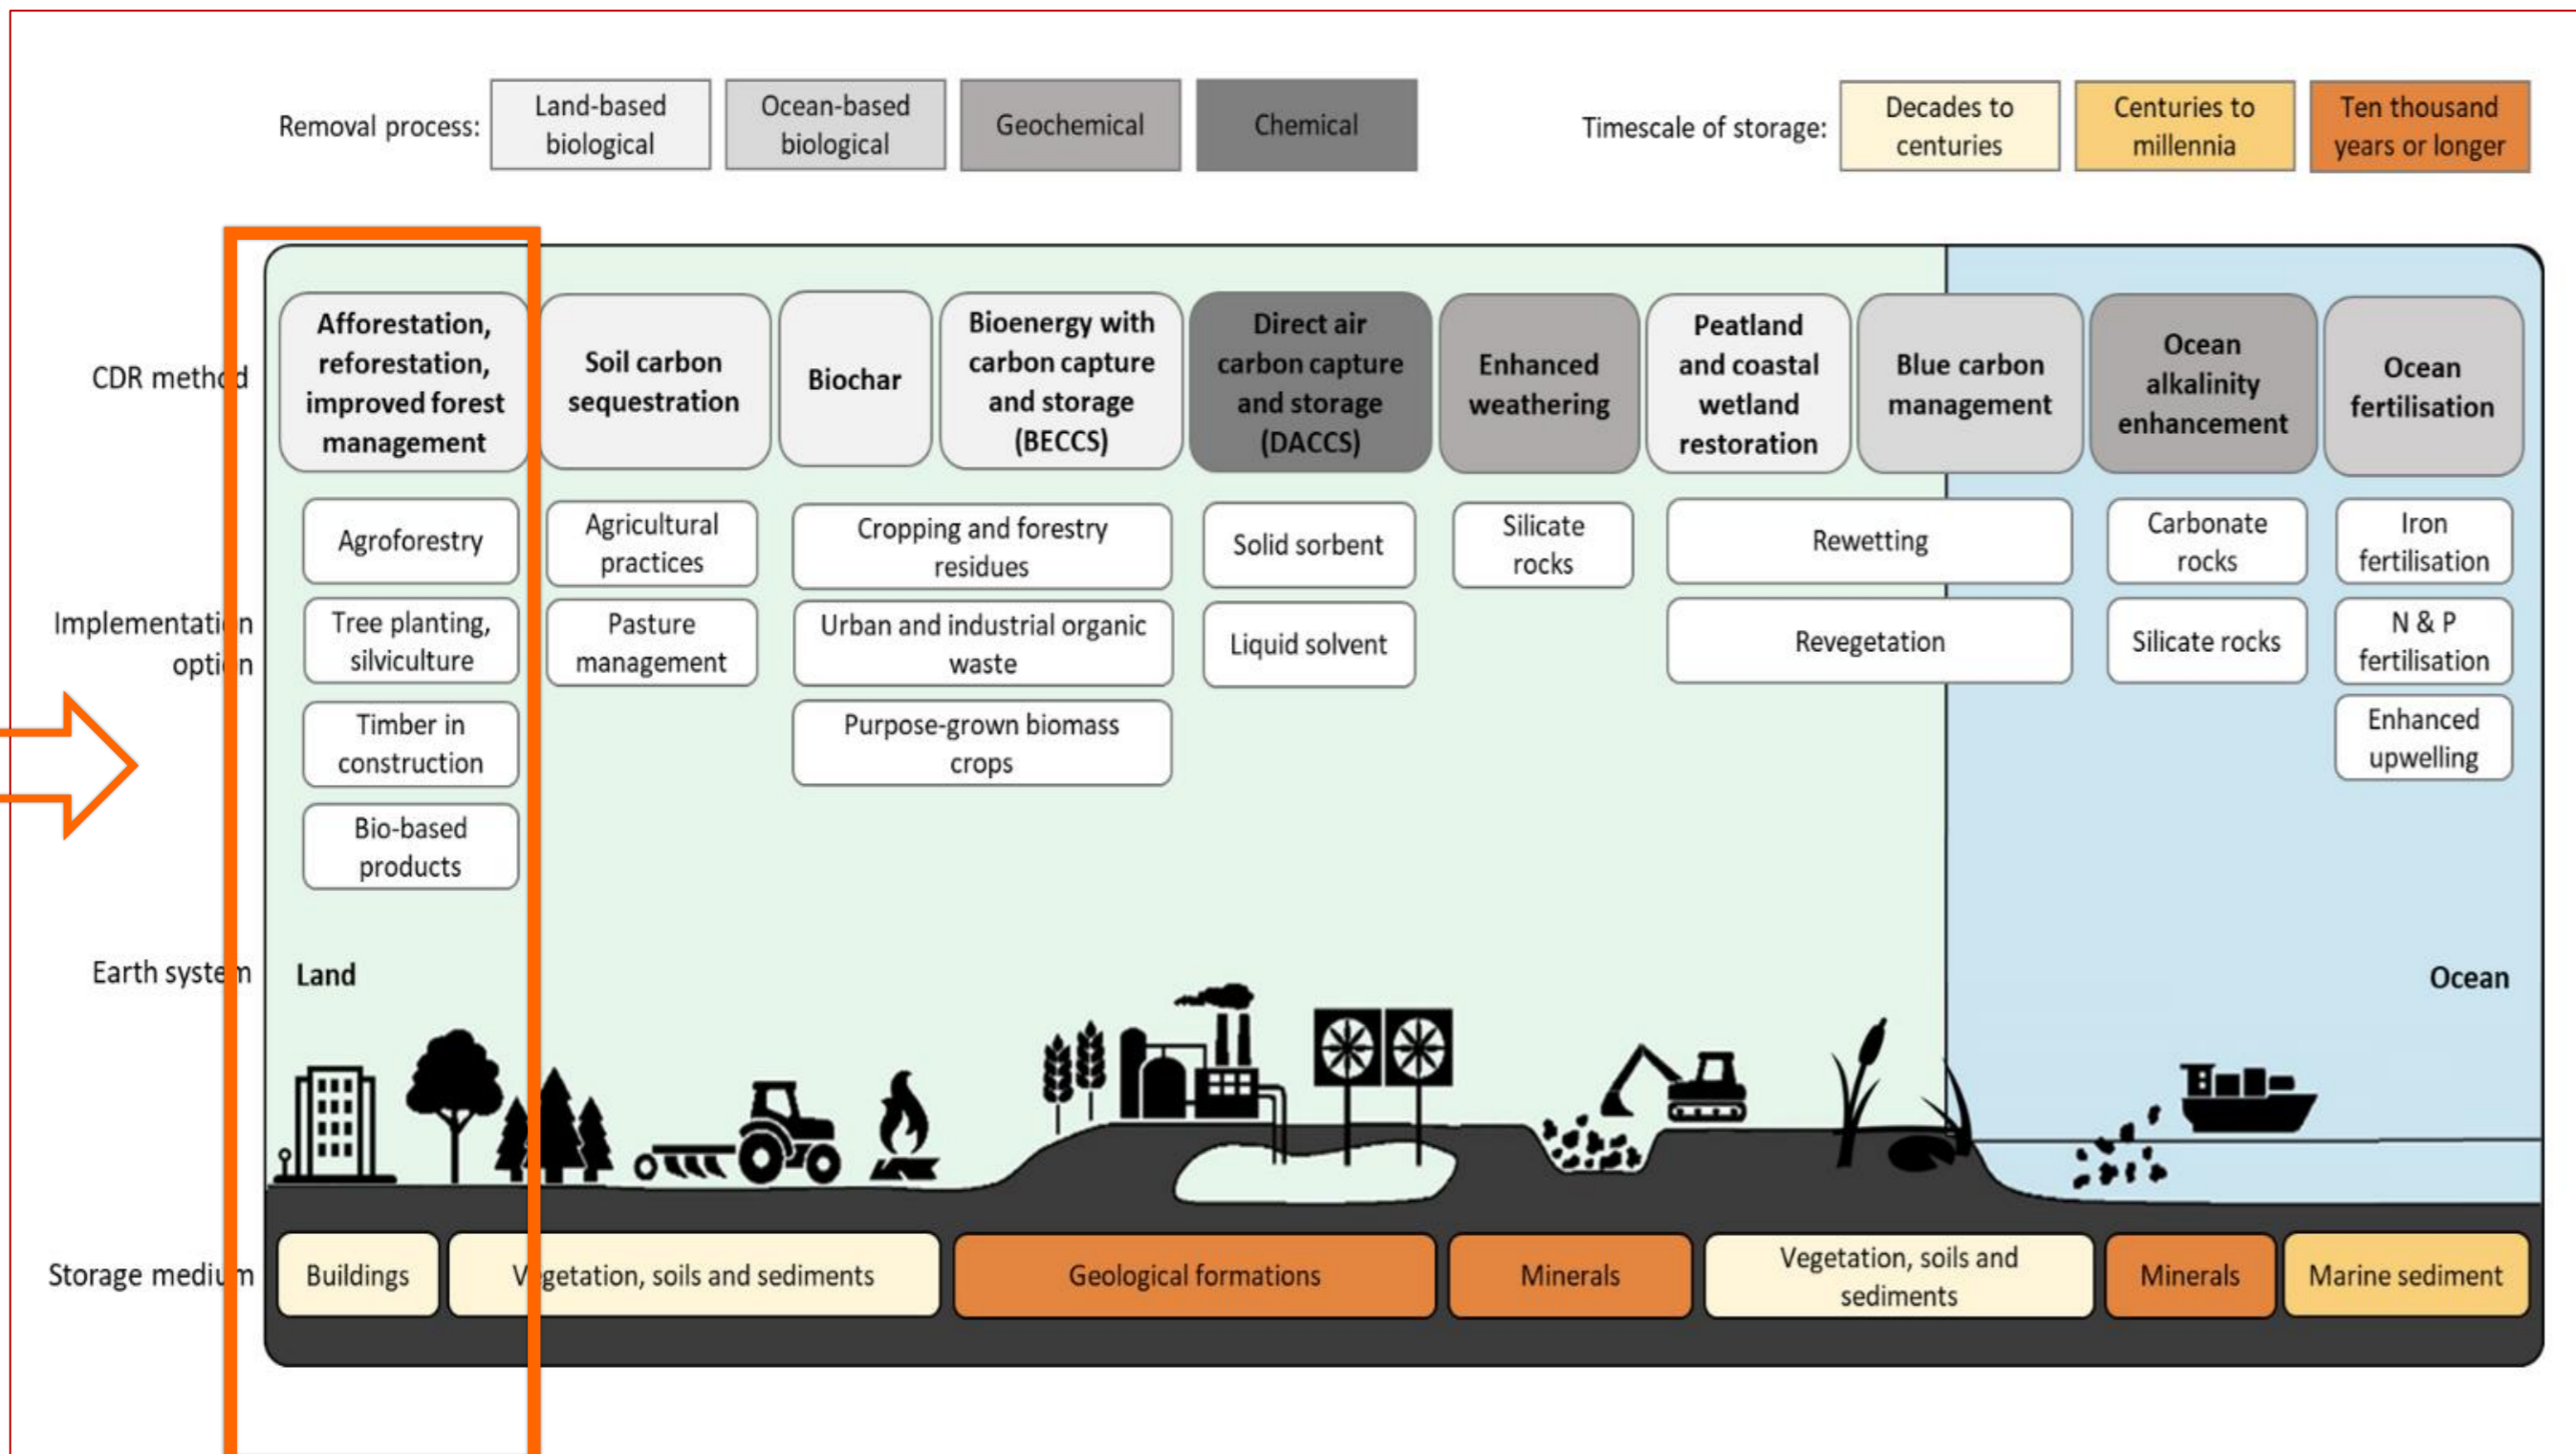 Removal process:
Land-based
biological
Ocean-based
biological
Geochemical
Chemical
Timescale of storage:
Decades to
centuries
Centuries to
millennia
Ten thousand
years or longer
CDR method
Afforestation,
reforestation,
improved forest
management
Soil carbon
sequestration
Biochar
Bioenergy with
carbon capture
and storage
(BECCS)
Direct air
carbon capture
and storage
(DACCS)
Enhanced
weathering
Peatland
and coastal
wetland
restoration
Blue carbon
management
Ocean
alkalinity
enhancement
Ocean
fertilisation
Implementation
option
Agroforestry
Tree planting,
silviculture
Timber in
construction
Bio-based
products
Agricultural
practices
Pasture
management
Cropping and forestry
residues
Urban and industrial organic
waste
Purpose-grown biomass
crops
Solid sorbent
Liquid solvent
Silicate
rocks
Rewetting
Revegetation
Carbonate
rocks
Silicate rocks
Iron
fertilisation
N & P
fertilisation
Enhanced
upwelling
Earth system
Land
Ocean
Storage medium
Buildings
Vegetation, soils and sediments
Geological formations
Minerals
Vegetation, soils and
sediments
Minerals
Marine sediment